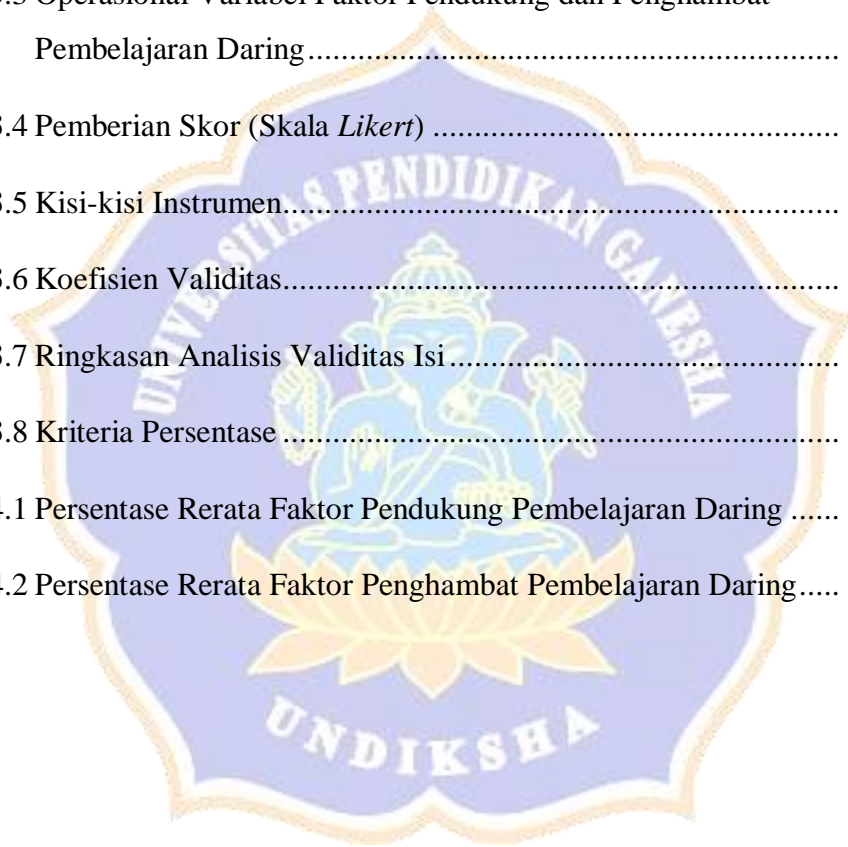 .3 Operasional Variabel Faktor Pendukung dan Penghambat
Pembelajaran Daring.................................................................
3.4 Pemberian Skor (Skala Likert) .................................................
3.5 Kisi-kisi Instrumen....................................................................
3.6 Koefisien Validitas....................................................................
3.7 Ringkasan Analisis Validitas Isi................................................
3.8 Kriteria Persentase....................................................................
4.1 Persentase Rerata Faktor Pendukung Pembelajaran Daring ......
4.2 Persentase Rerata Faktor Penghambat Pembelajaran Daring.....
UNIVERSITAS PENDIDIKAN GANESHA
UNDIKSHA